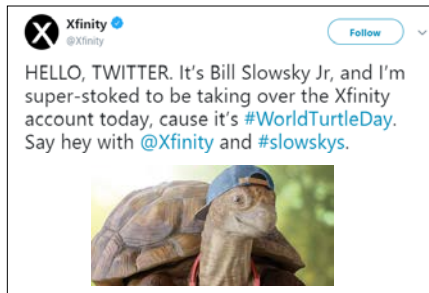 Xfinity
@Xfinity
Follow
HELLO, TWITTER. It's Bill Slowsky Jr, and I'm
super-stoked to be taking over the Xfinity
account today, cause it's #WorldTurtleDay.
Say hey with @Xfinity and #slowskys.